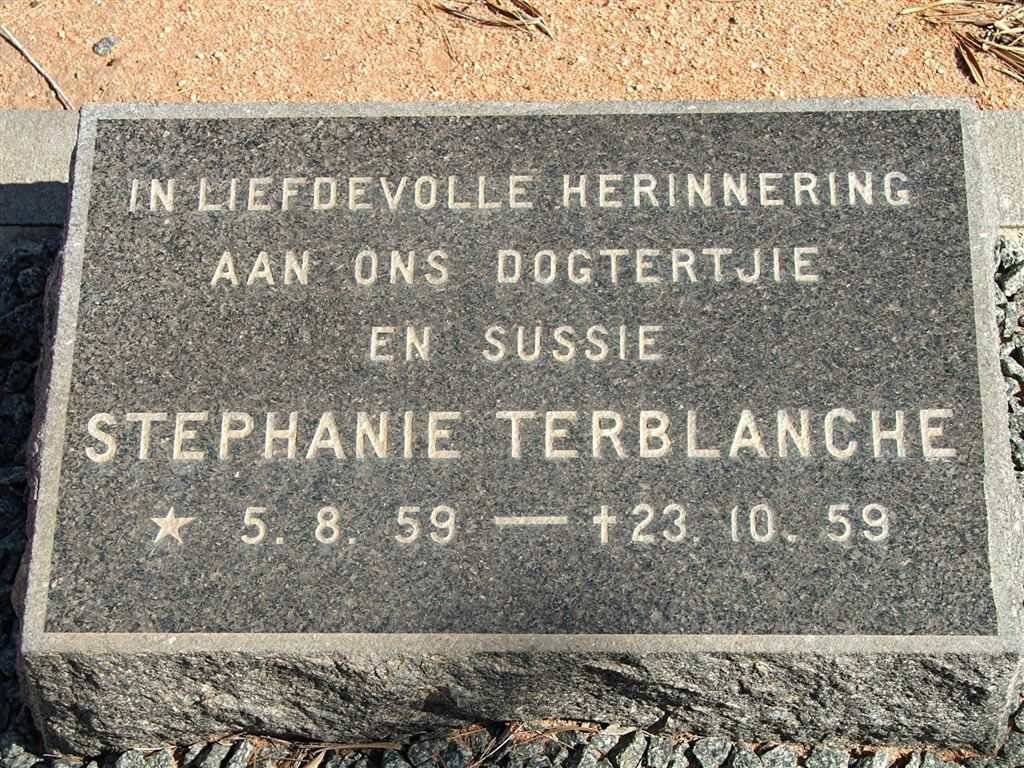 IN LIEFDEVOLLE HERINNERING
AAN ONS DOGTERTJIE
EN SUSSIE
STEPHANIE TERBLANCHE
★ 5. 8. 59 — †23. 10. 59